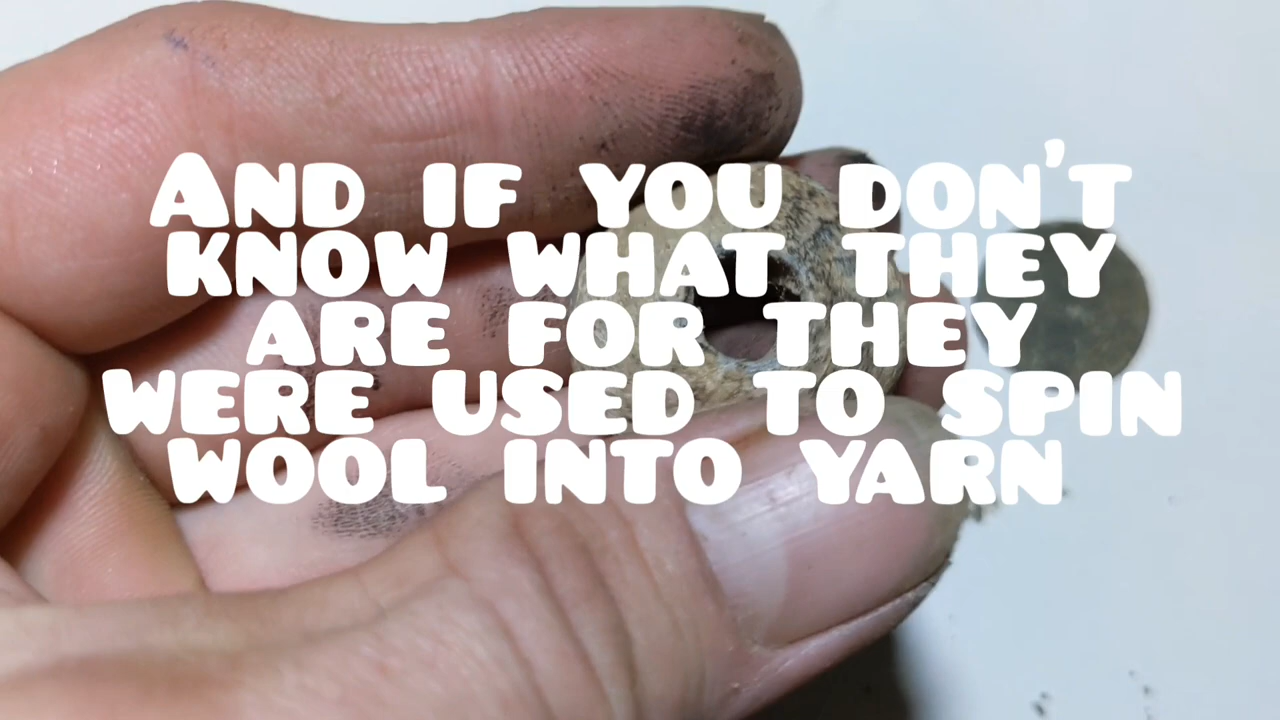 And if you don't
know what they
are for they
were used to spin
wool into yarn